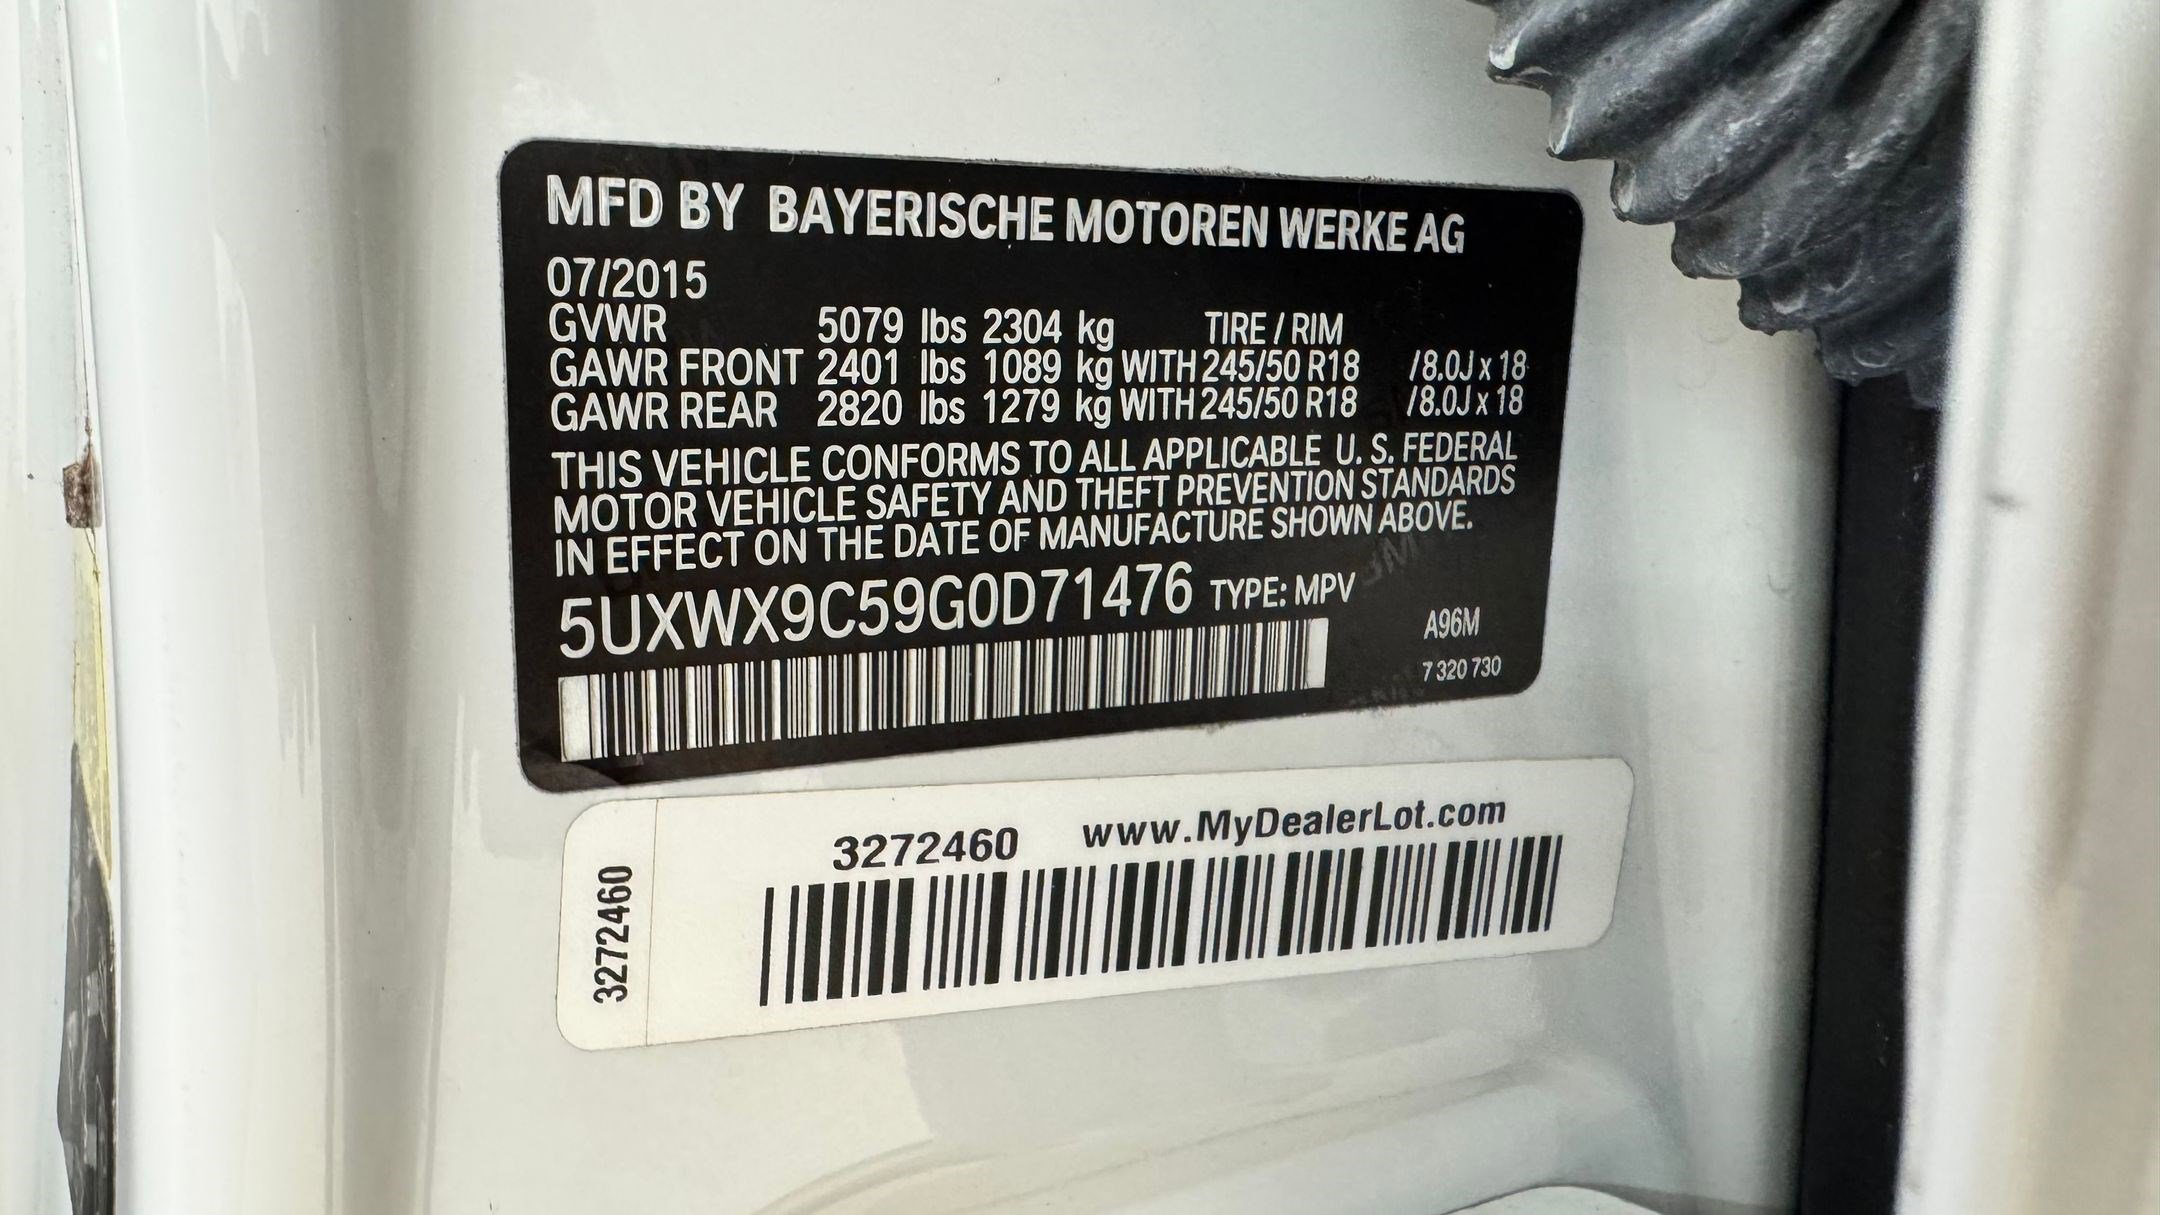 MFD BY BAYERISCHE MOTOREN WERKE AG
07/2015
GVWR 5079 lbs 2304 kg TIRE / RIM
GAWR FRONT 2401 lbs 1089 kg WITH 245/50 R18 /8.0J x 18
GAWR REAR 2820 lbs 1279 kg WITH 245/50 R18 /8.0J x 18
THIS VEHICLE CONFORMS TO ALL APPLICABLE U. S. FEDERAL
MOTOR VEHICLE SAFETY AND THEFT PREVENTION STANDARDS
IN EFFECT ON THE DATE OF MANUFACTURE SHOWN ABOVE.
5UXWX9C59G0D71476 TYPE: MPV
A96M
7 320 730
3272460 www.MyDealerLot.com
3272460